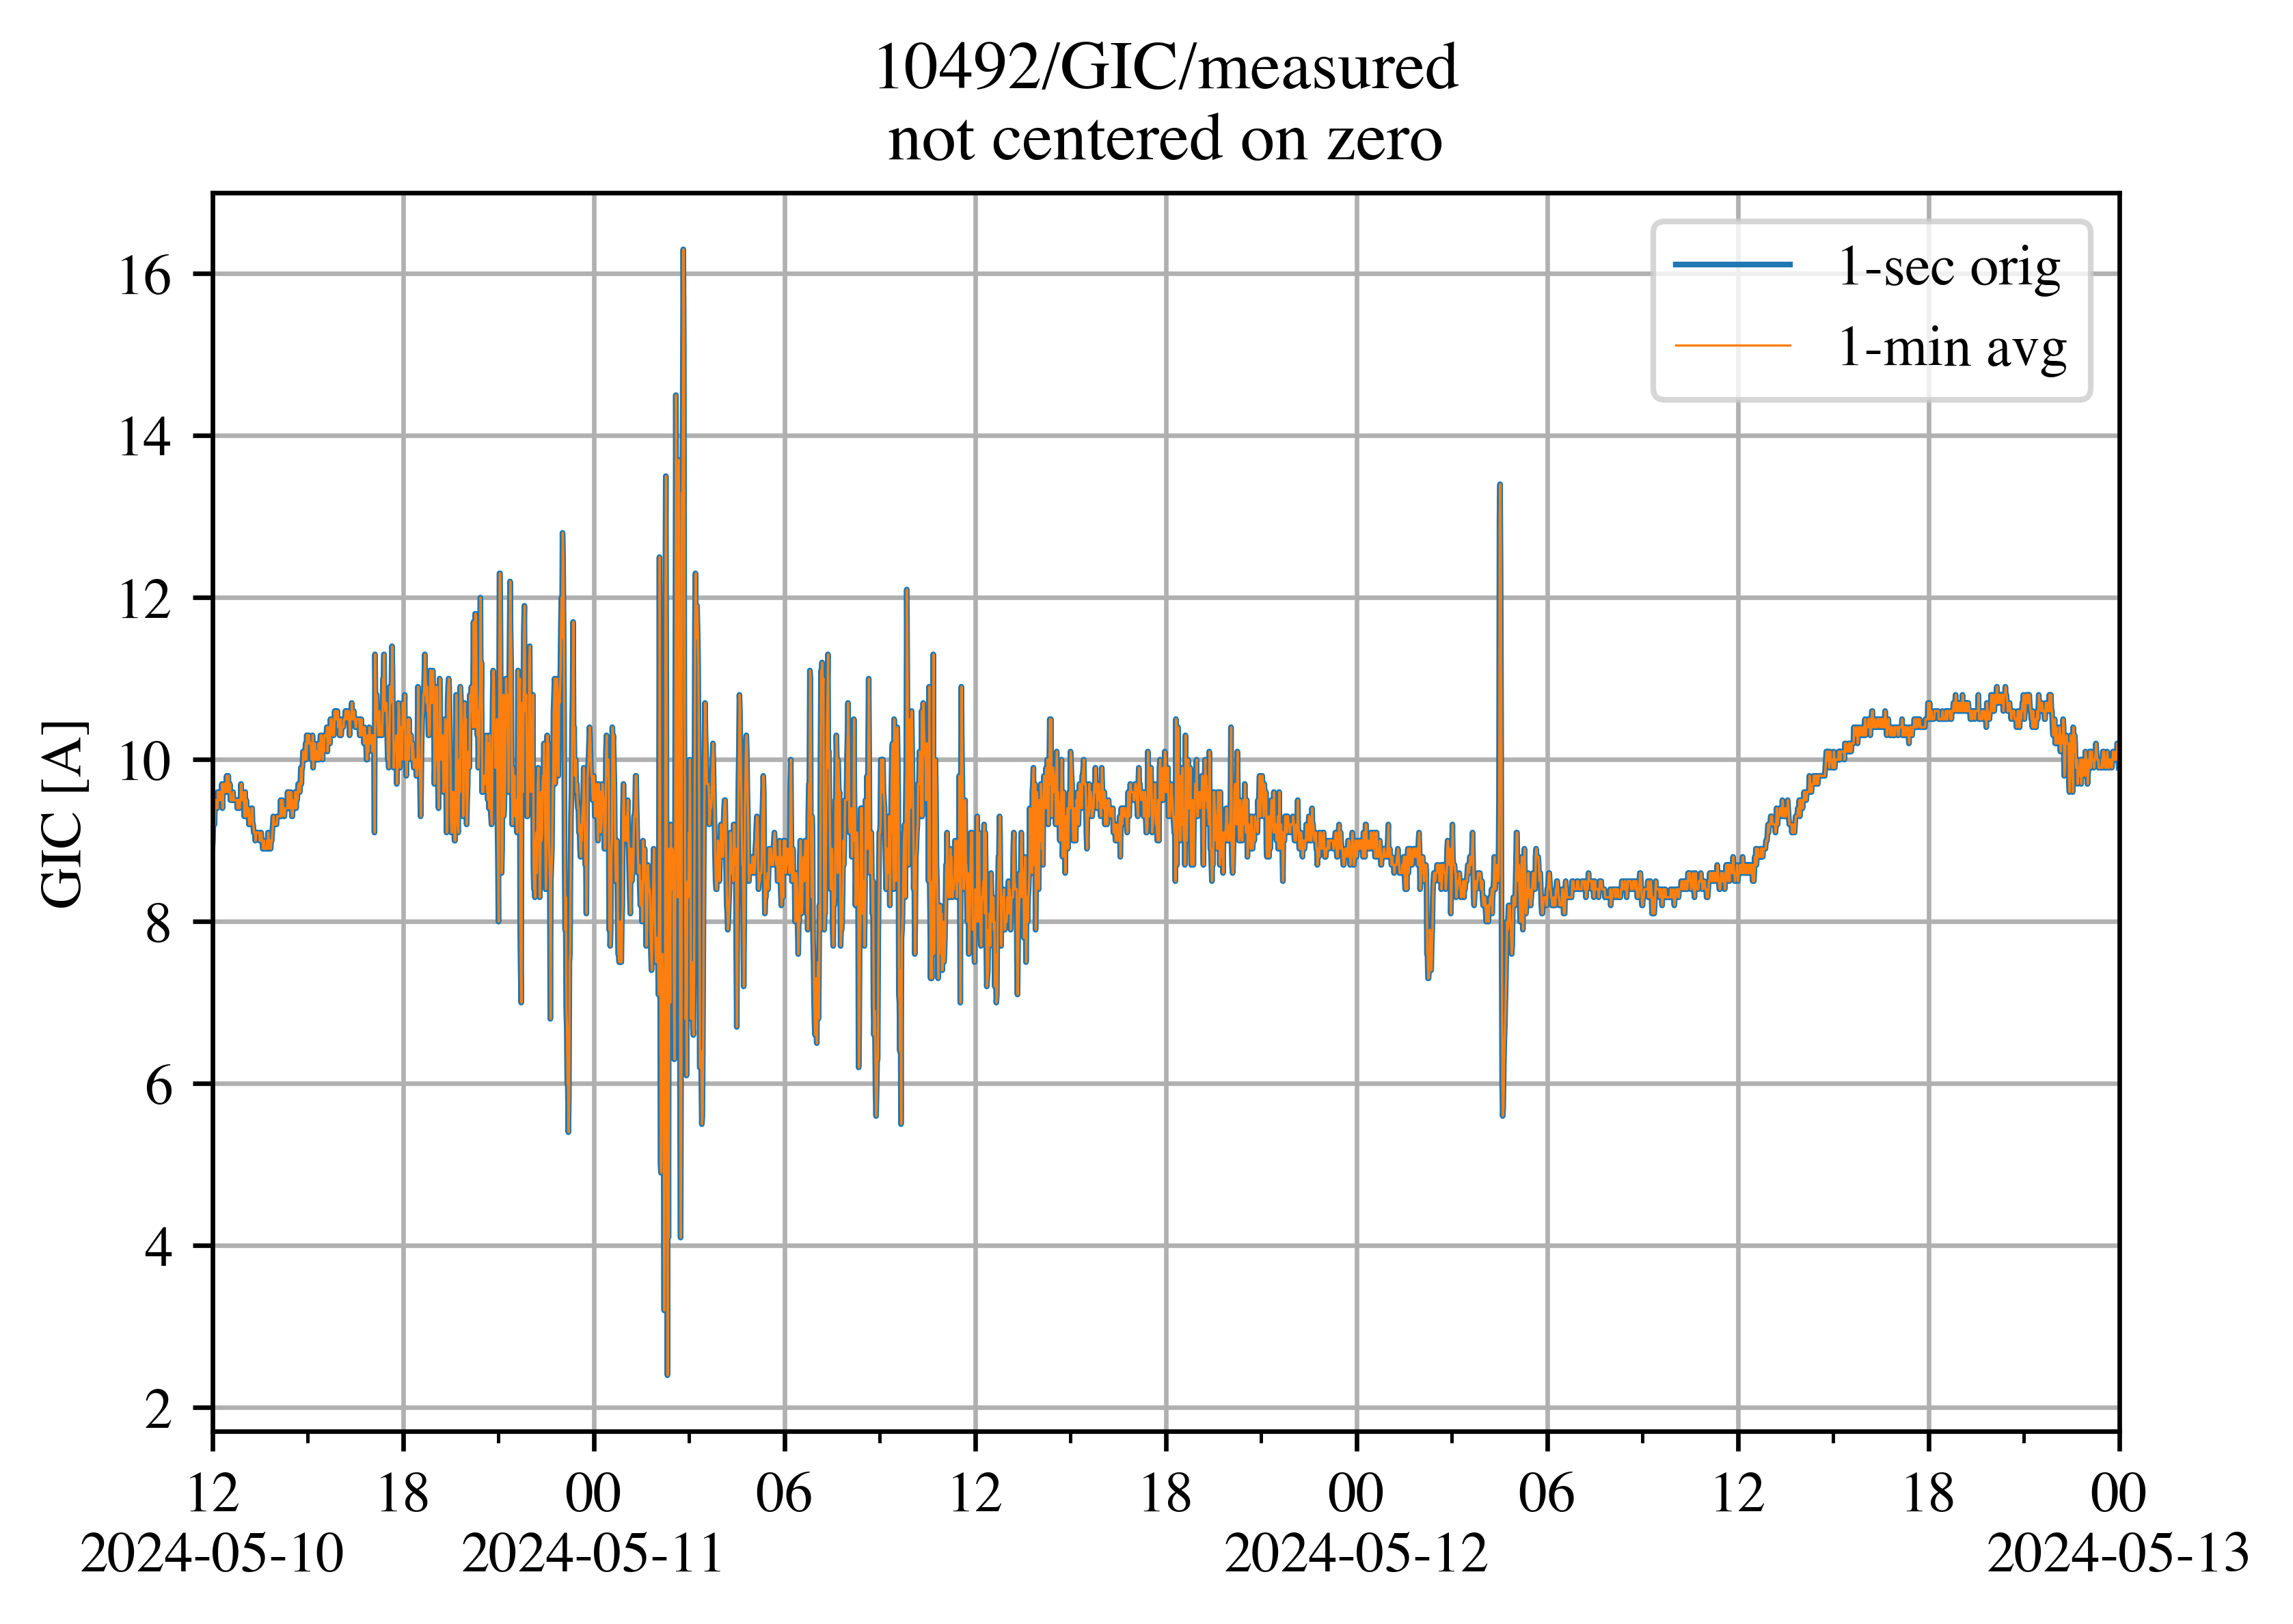 10492/GIC/measured
not centered on zero
1-sec orig
1-min avg
GIC [A]
16
14
12
10
8
6
4
2
12 18 00 06 12 18 00 06 12 18 00
2024-05-10 2024-05-11 2024-05-12 2024-05-13